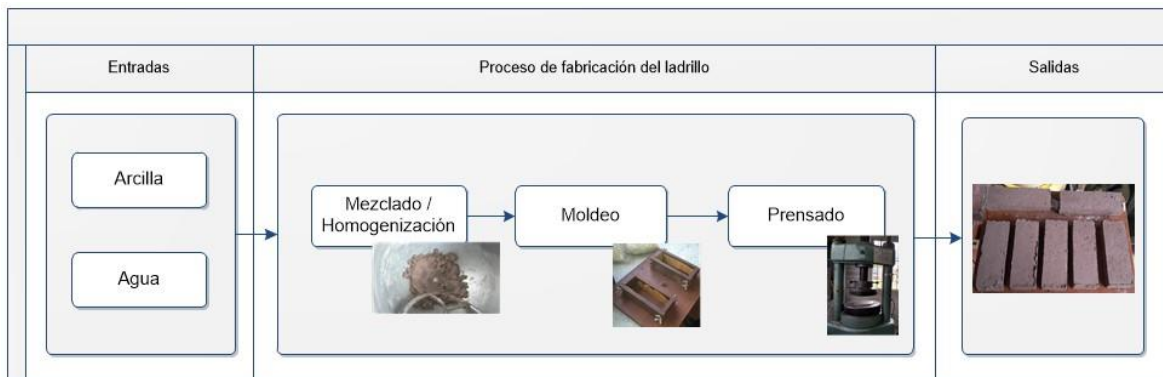 Entradas
Proceso de fabricación del ladrillo
Salidas
Arcilla
Agua
Mezclado /
Homogenización
Moldeo
Prensado